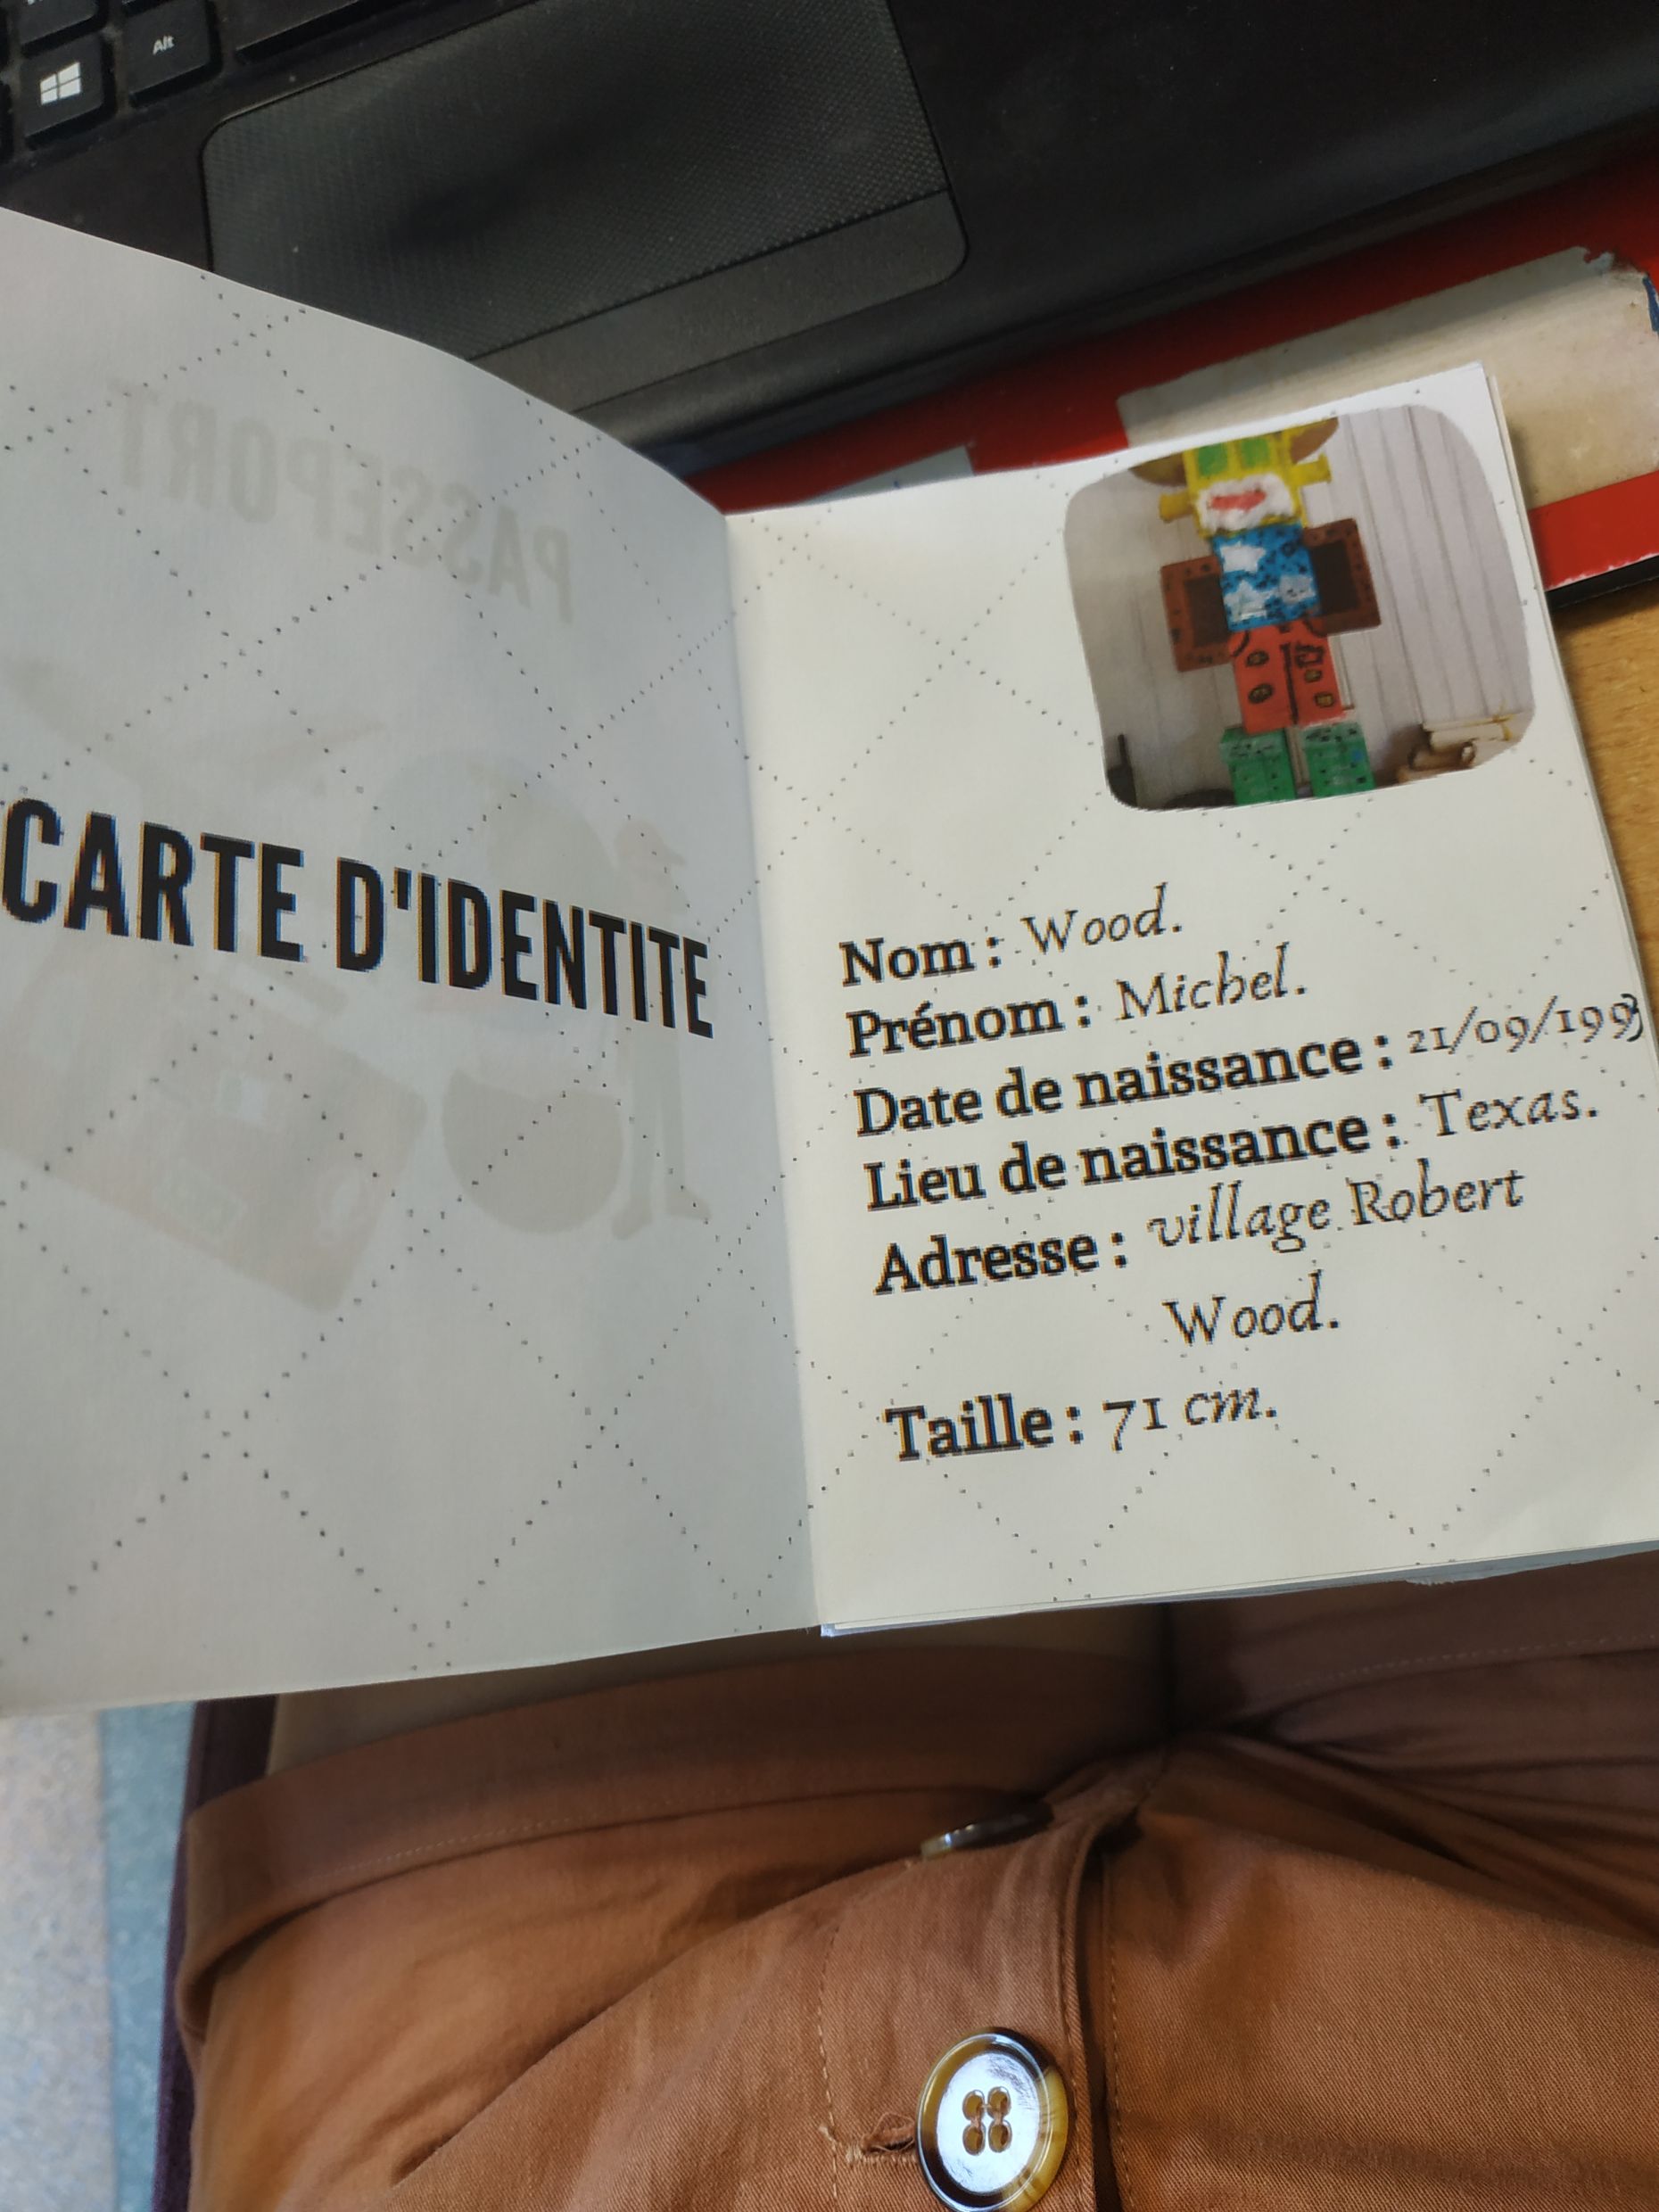 Alt
PASSEPORT
CARTE D'IDENTITE
Nom : Wood.
Prénom : Michel.
Date de naissance : 21/09/1993
Lieu de naissance : Texas.
Adresse : village Robert
Wood.
Taille : 71 cm.